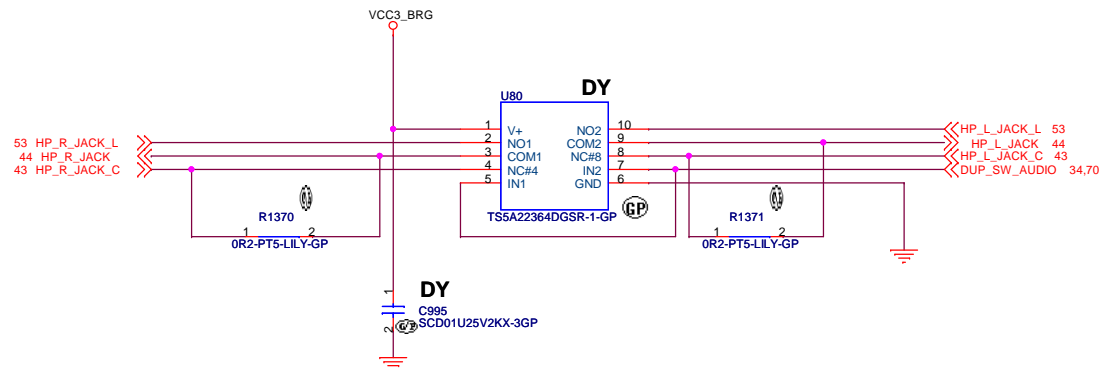 VCC3_BRG
DY
U80
1 V+ NO2 10
53 HP_R_JACK_L 2 NO1 COM2 9 HP_L_JACK_L 53
44 HP_R_JACK 3 COM1 NC#8 8 HP_L_JACK 44
43 HP_R_JACK_C 4 NC#4 IN2 7 HP_L_JACK_C 43
5 IN1 GND 6 DUP_SW_AUDIO 34,70
TS5A22364DGSR-1-GP GP
R1370
1 2
0R2-PT5-LILY-GP
R1371
1 2
0R2-PT5-LILY-GP
1 DY
C995
SCD01U25V2KX-3GP
2 G/P